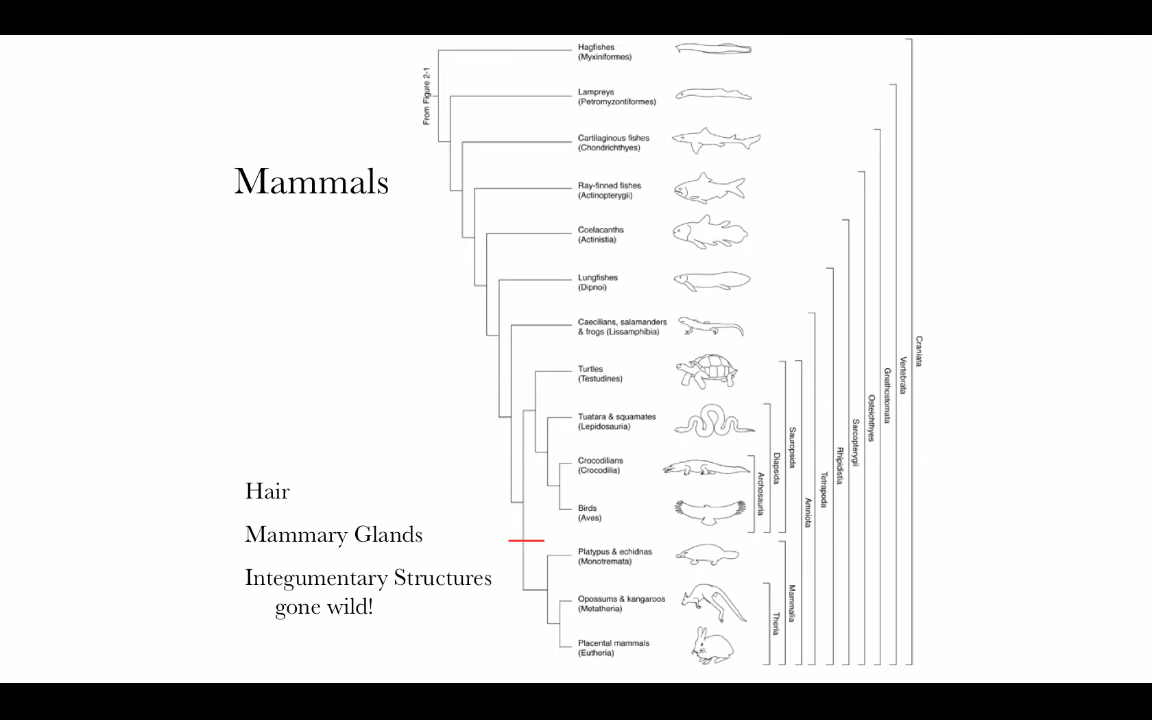 Mammals
Hair
Mammary Glands
Integumentary Structures
gone wild!
From Figure 2-1
Hagfishes
(Myxiniformes)
Lampreys
(Petromyzontiformes)
Cartilaginous fishes
(Chondrichthyes)
Ray-finned fishes
(Actinopterygii)
Coelacanths
(Actinistia)
Lungfishes
(Dipnoi)
Caecilians, salamanders
& frogs (Lissamphibia)
Turtles
(Testudines)
Tuatara & squamates
(Lepidosauria)
Crocodilians
(Crocodilia)
Birds
(Aves)
Platypus & echidnas
(Monotremata)
Opossums & kangaroos
(Metatheria)
Placental mammals
(Eutheria)
Archosauria
Diapsida
Sauropsida
Theria
Mammalia
Amniota
Tetrapoda
Rhipidistia
Sarcopterygii
Osteichthyes
Gnathostomata
Vertebrata
Craniata